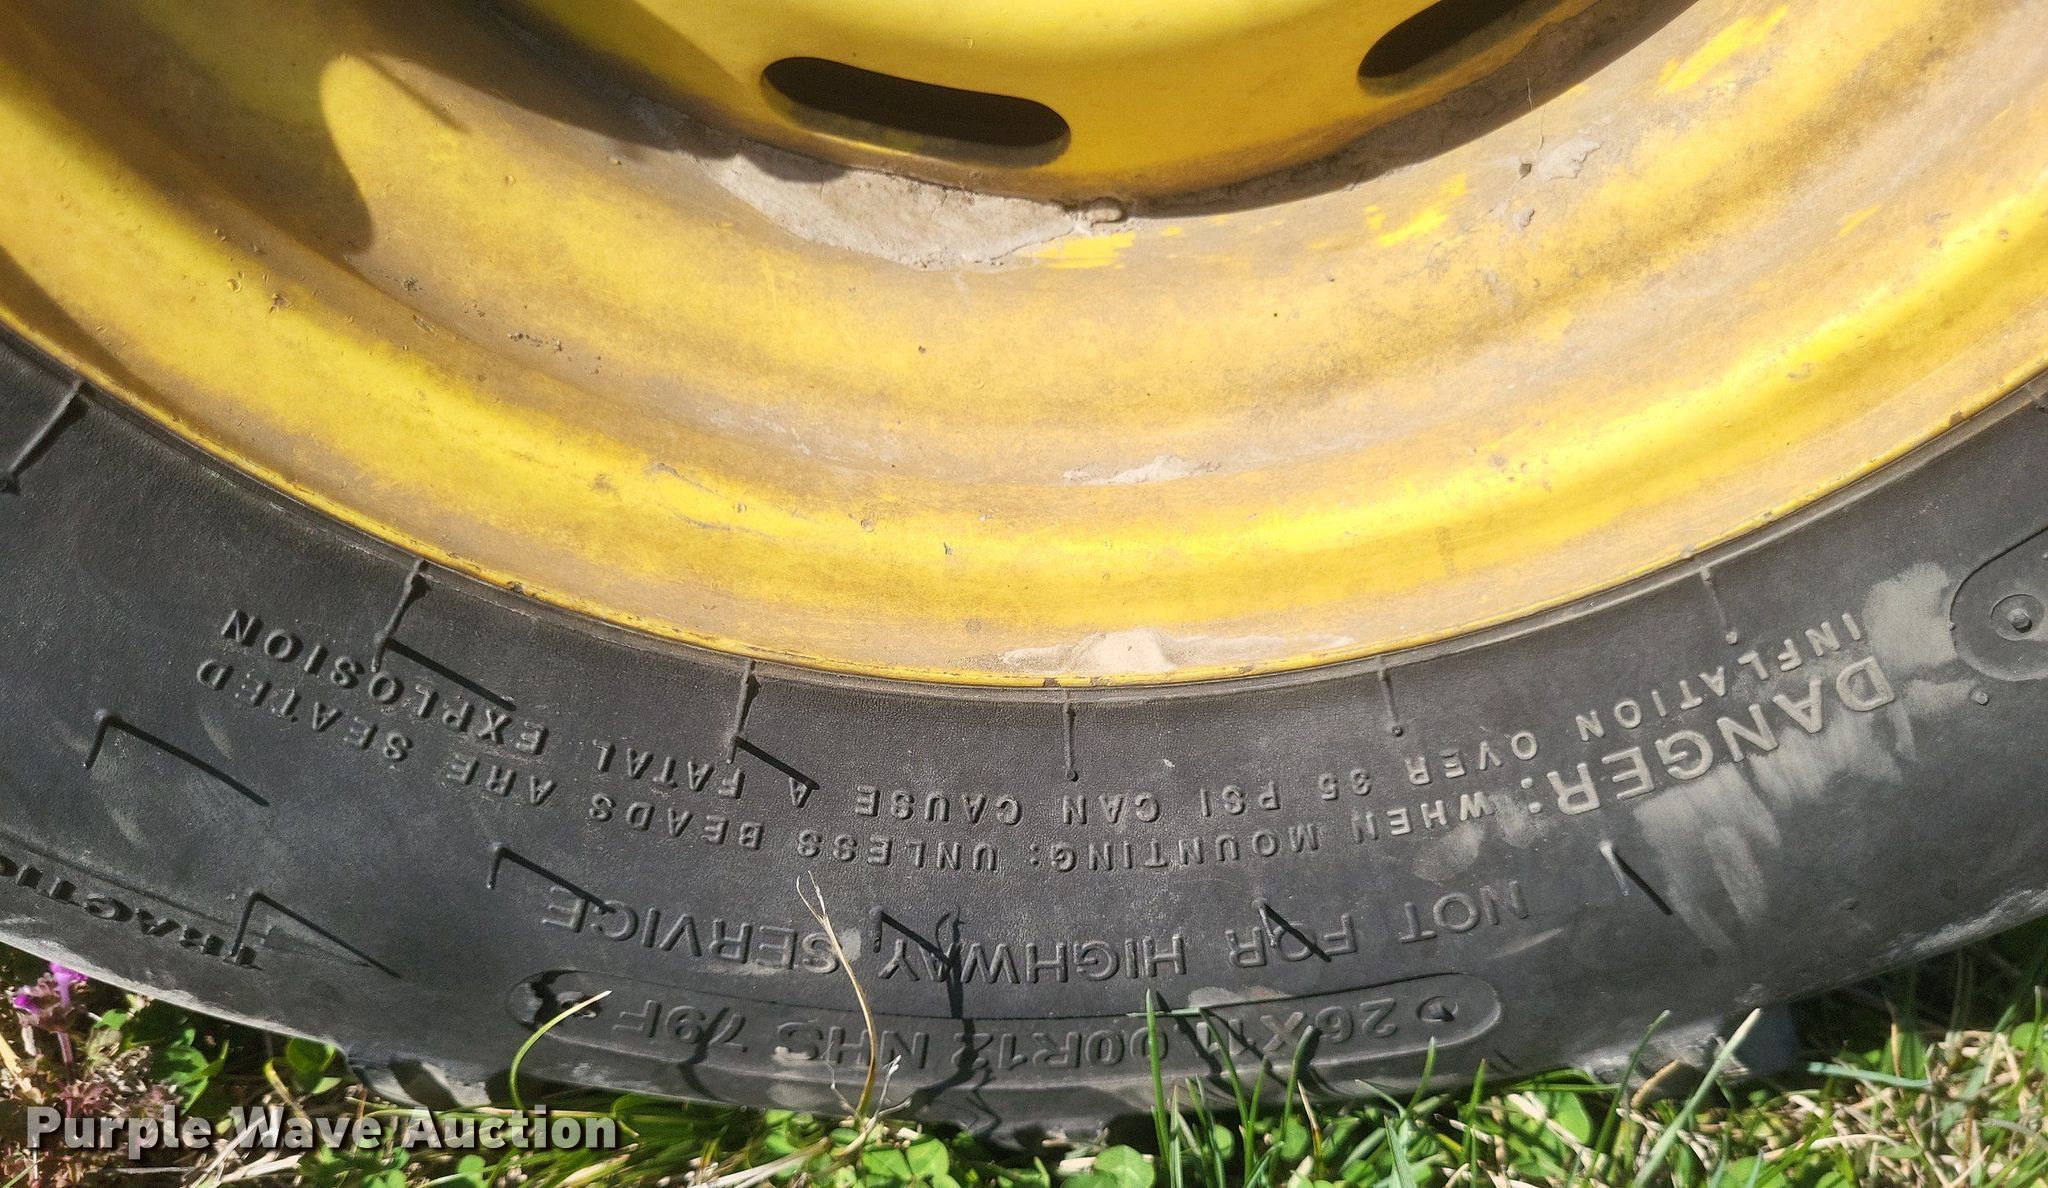 26X11.00R12 NHS 79F
NOT FOR HIGHWAY SERVICE
DANGER: WHEN MOUNTING: UNLESS BEADS ARE SEATED
INFLATION OVER 35 PSI CAN CAUSE A FATAL EXPLOSION
TRACTIO
Purple Wave Auction